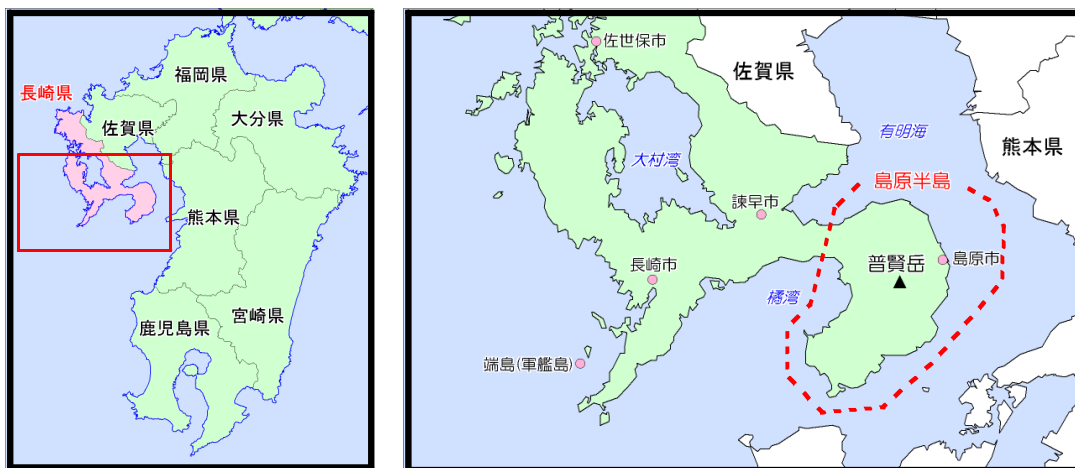 福岡県
長崎県
佐賀県
大分県
熊本県
宮崎県
鹿児島県
佐世保市
佐賀県
有明海
熊本県
大村湾
島原半島
諫早市
普賢岳
島原市
長崎市
橘湾
端島(軍艦島)